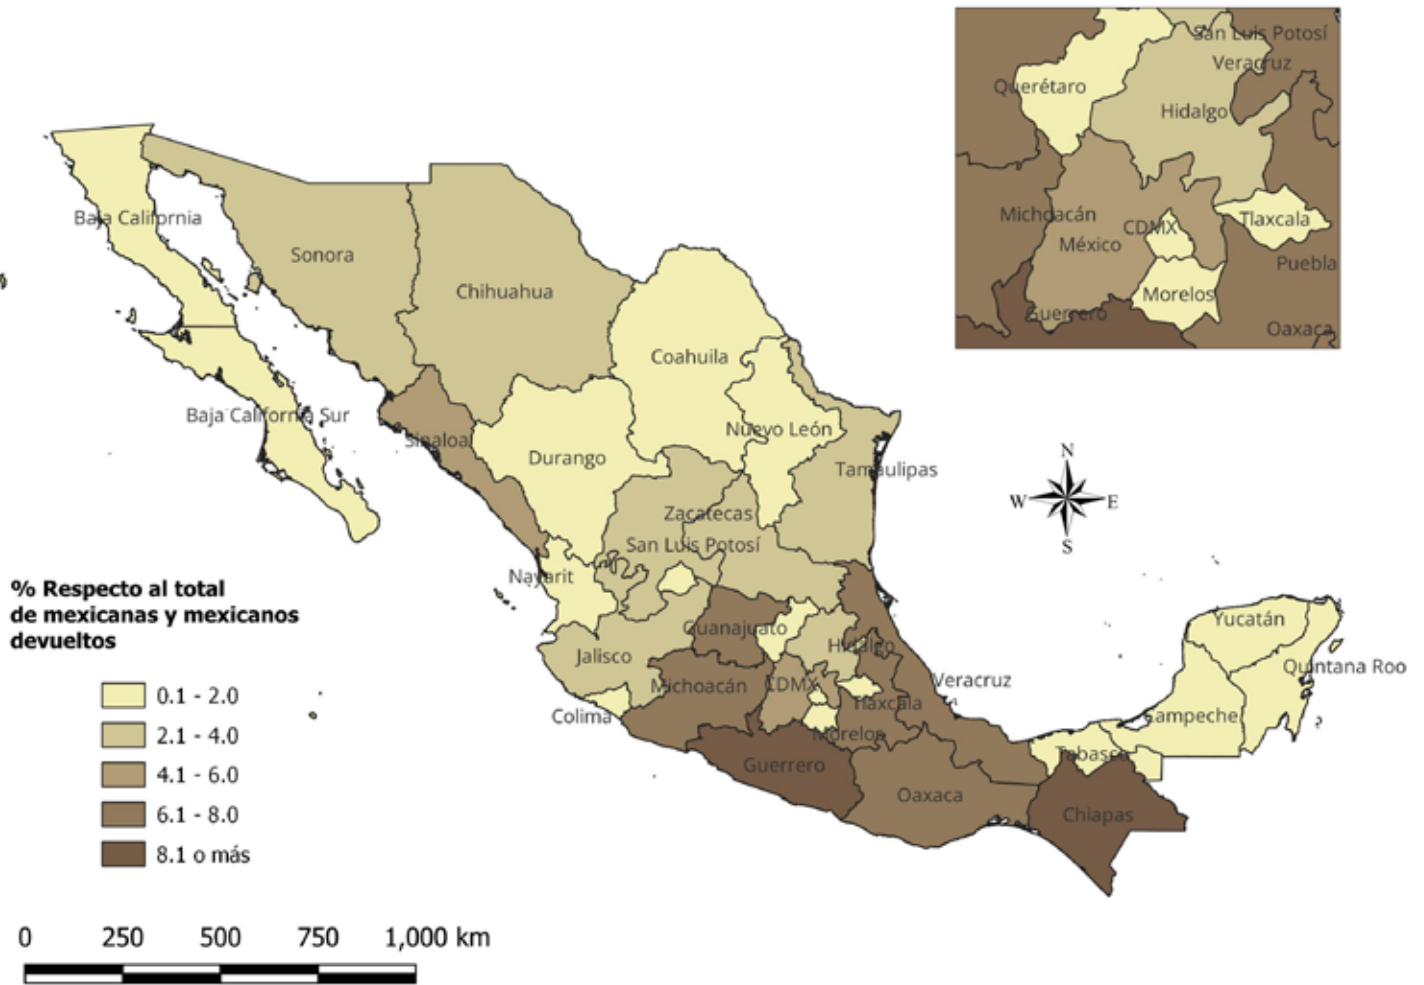 San Luis Potosí
Veracruz
Querétaro
Hidalgo
Michoacán
CDMX
Tlaxcala
México
Puebla
Morelos
Guerrero
Oaxaca
Baja California
Sonora
Chihuahua
Coahuila
Baja California Sur
Nuevo León
Sinaloa
Durango
Tamaulipas
N
W
E
S
Zacatecas
San Luis Potosí
Nayarit
% Respecto al total
de mexicanas y mexicanos
devueltos
Yucatán
Guanajuato
Hidalgo
Jalisco
Quintana Roo
Michoacán
CDMX
Veracruz
Tlaxcala
Colima
Campeche
Morelos
Tabasco
Guerrero
Oaxaca
Chiapas
0.1 - 2.0
2.1 - 4.0
4.1 - 6.0
6.1 - 8.0
8.1 o más
0 250 500 750 1,000 km